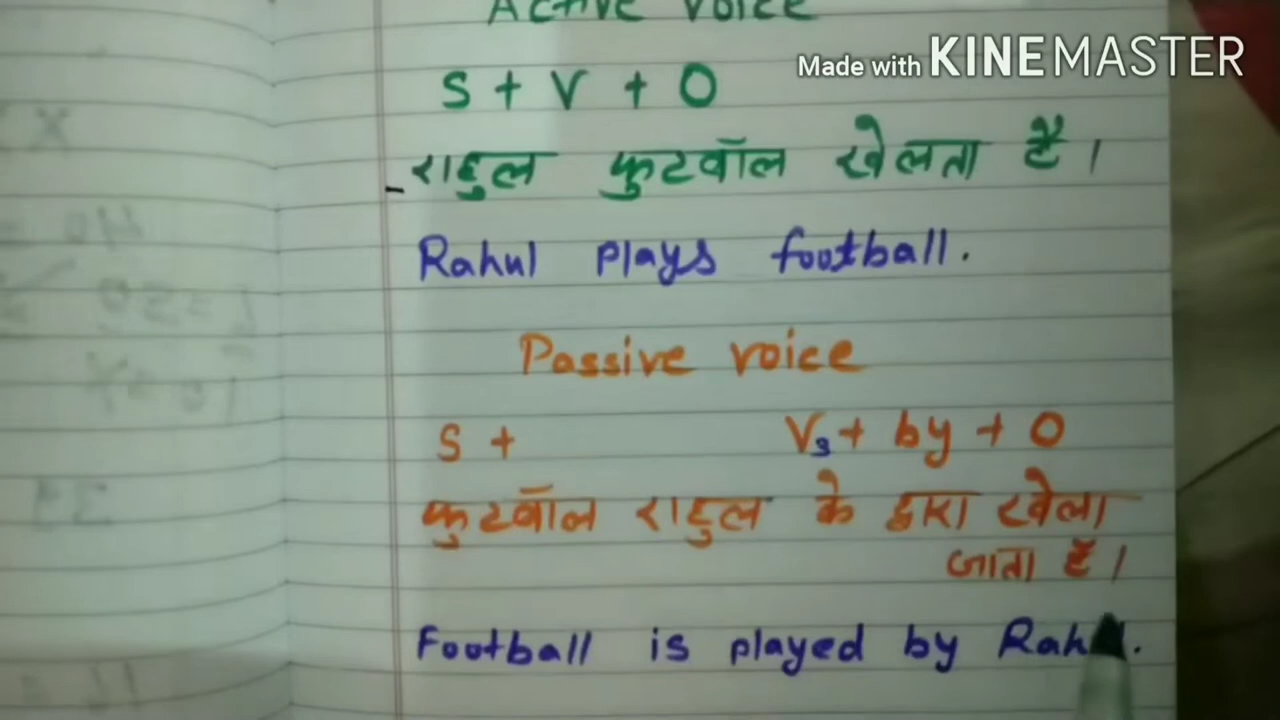 Active Voice
Made with KINEMASTER
S + V + O
राहुल फुटबॉल खेलता है।
Rahul plays football.
Passive voice
S + V3 + by + O
फुटबॉल राहुल के द्वारा खेला
जाता है।
Football is played by Rahul.